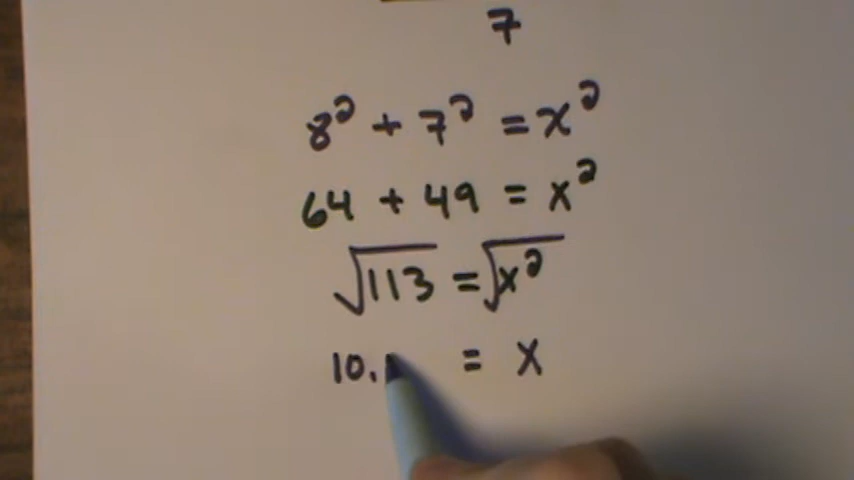 7
8² + 7² = x²
64 + 49 = x²
√113 = √x²
10. = x